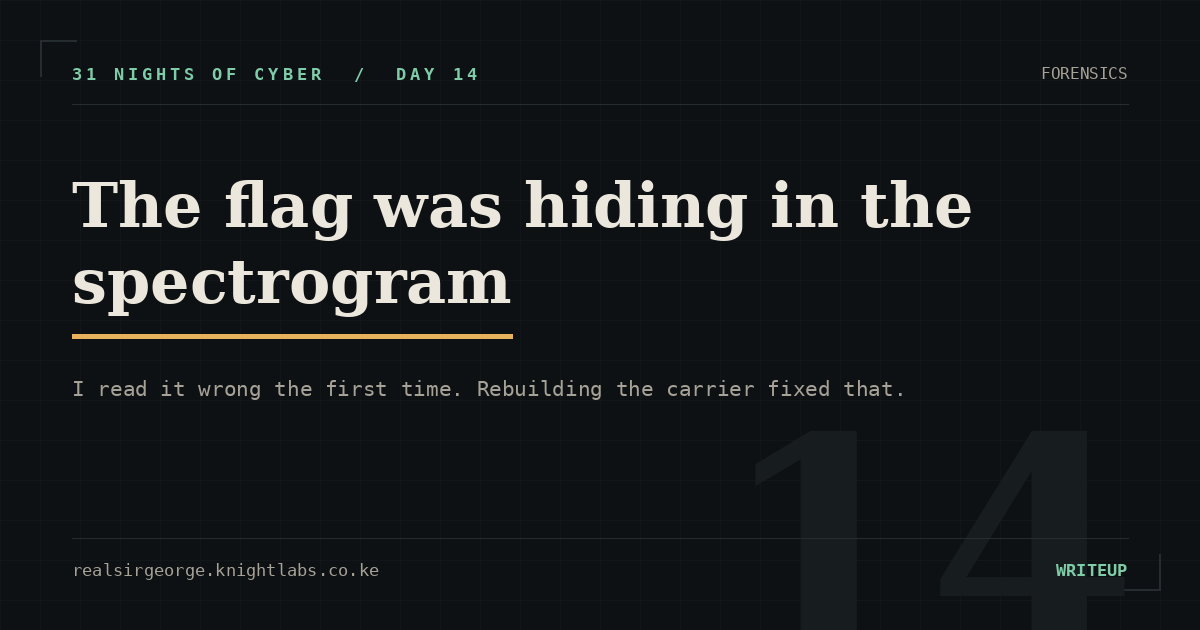 31 NIGHTS OF CYBER / DAY 14
FORENSICS
The flag was hiding in the
spectrogram
I read it wrong the first time. Rebuilding the carrier fixed that.
14
realsirgeorge.knightlabs.co.ke
WRITEUP